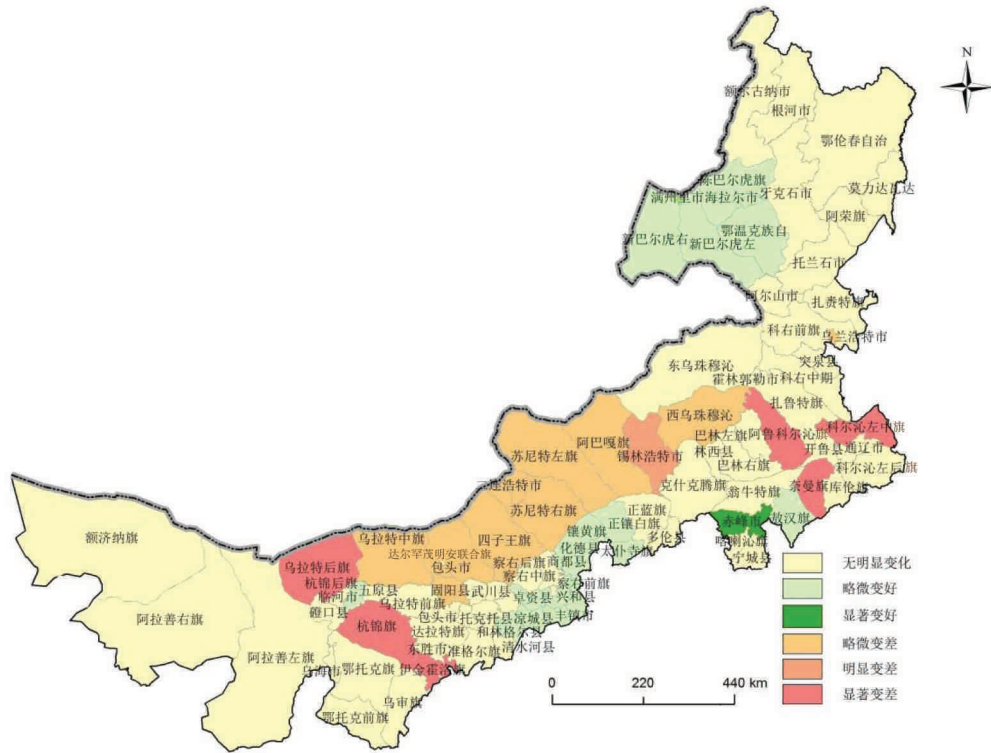 N
额尔古纳市
根河市
鄂伦春自治
陈巴尔虎旗
牙克石市
莫力达瓦达
满州里市海拉尔市
阿荣旗
鄂温克族自
新巴尔虎右
新巴尔虎左
托兰石市
阿尔山市
扎赉特旗
科右前旗
乌兰浩特市
突泉县
东乌珠穆沁
霍林郭勒市
科右中期
扎鲁特旗
西乌珠穆沁
阿巴嘎旗
巴林左旗
阿鲁科尔沁旗
科尔沁左中旗
苏尼特左旗
锡林浩特市
林西县
开鲁县
通辽市
巴林右旗
科尔沁左后旗
二连浩特市
克什克腾旗
翁牛特旗
奈曼旗
库伦旗
苏尼特右旗
正蓝旗
敖汉旗
额济纳旗
乌拉特中旗
四子王旗
镶黄旗
正镶白旗
赤峰市
多伦县
喀喇沁旗
达尔罕茂明安联合旗
化德县
太仆寺旗
宁城县
乌拉特后旗
包头市
察右后旗
商都县
杭锦后旗
察右中旗
察右前旗
临河市
五原县
固阳县
武川县
卓资县
兴和县
阿拉善右旗
磴口县
乌拉特前旗
包头市
托克托县
凉城县
丰镇市
杭锦旗
达拉特旗
和林格尔县
东胜市
准格尔旗
清水河县
阿拉善左旗
乌海市
鄂托克旗
伊金霍洛旗
乌审旗
鄂托克前旗
0 220 440 km
无明显变化
略微变好
显著变好
略微变差
明显变差
显著变差